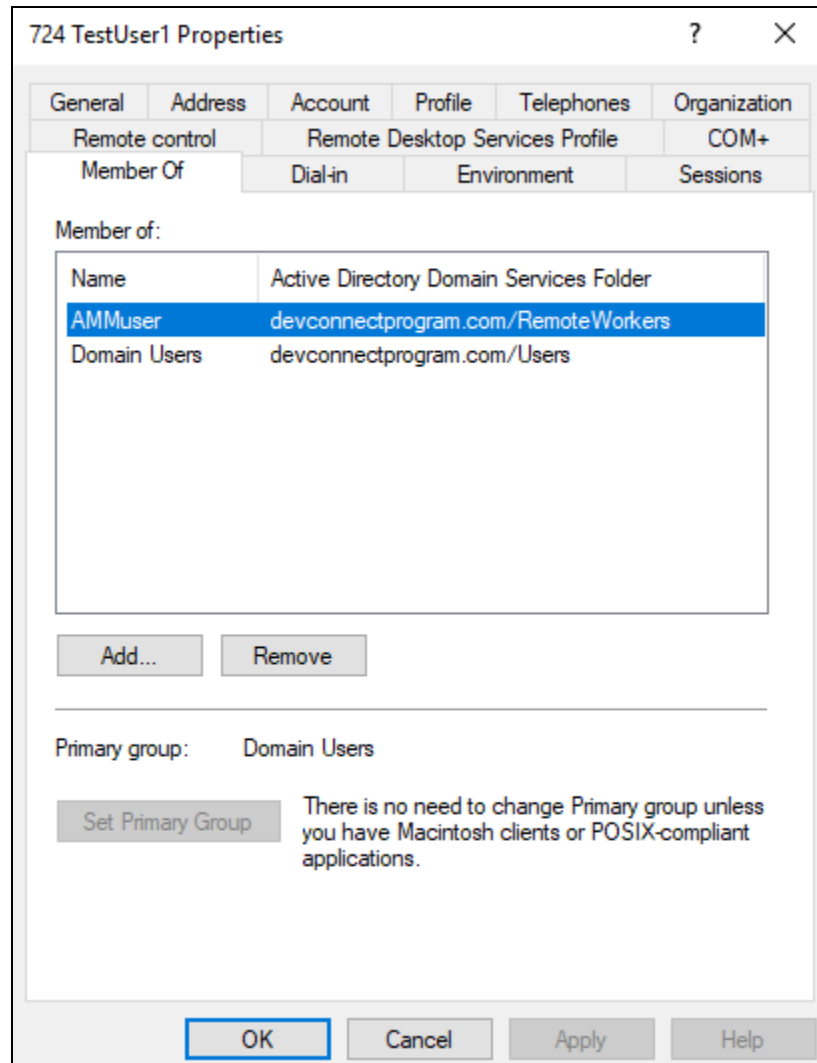 724 TestUser1 Properties ? ×
General Address Account Profile Telephones Organization
Remote control Remote Desktop Services Profile COM+
Member Of Dial-in Environment Sessions
Member of:
Name Active Directory Domain Services Folder
AMMuser devconnectprogram.com/RemoteWorkers
Domain Users devconnectprogram.com/Users
Add... Remove
Primary group: Domain Users
Set Primary Group There is no need to change Primary group unless
you have Macintosh clients or POSIX-compliant
applications.
OK Cancel Apply Help